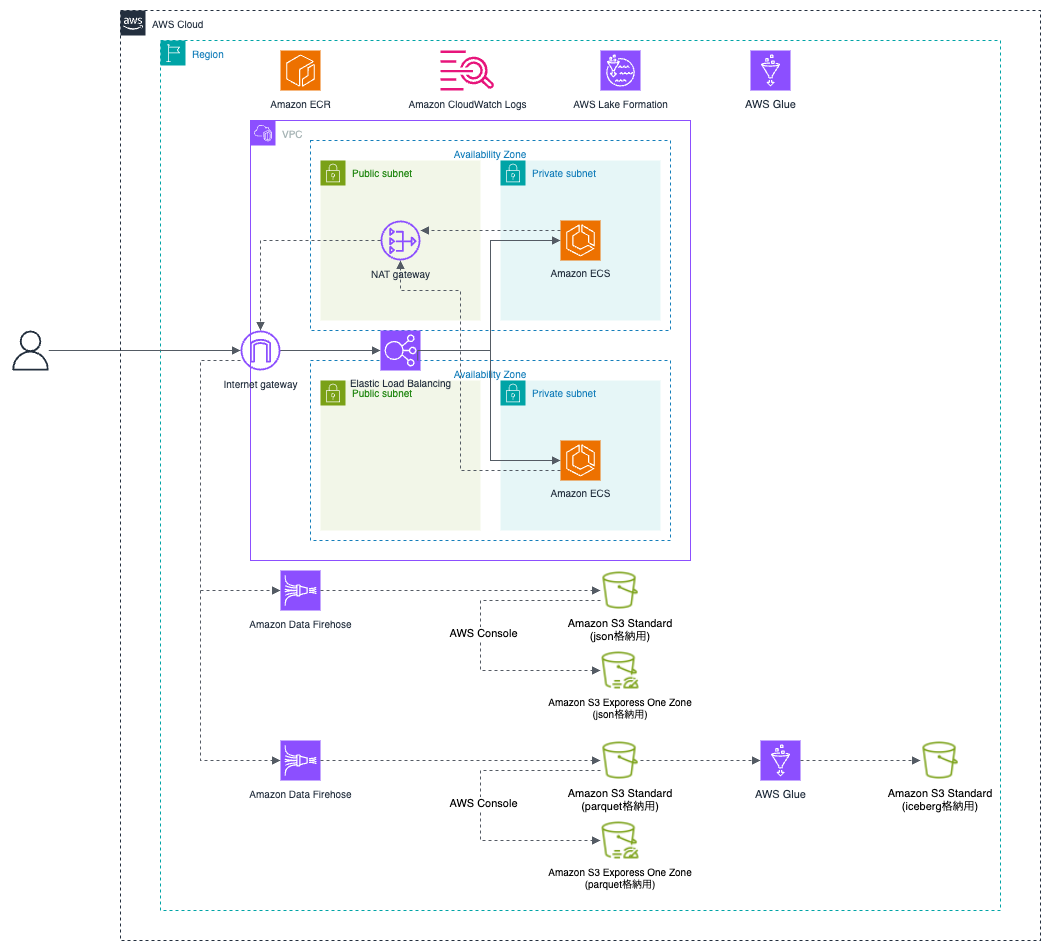 aws
AWS Cloud
Region
Amazon ECR
Amazon CloudWatch Logs
AWS Lake Formation
AWS Glue
VPC
Availability Zone
Public subnet
Private subnet
NAT gateway
Amazon ECS
Internet gateway
Elastic Load Balancing
Availability Zone
Public subnet
Private subnet
Amazon ECS
Amazon Data Firehose
AWS Console
Amazon S3 Standard
(json格納用)
Amazon S3 Exporess One Zone
(json格納用)
Amazon Data Firehose
AWS Console
Amazon S3 Standard
(parquet格納用)
AWS Glue
Amazon S3 Standard
(iceberg格納用)
Amazon S3 Exporess One Zone
(parquet格納用)